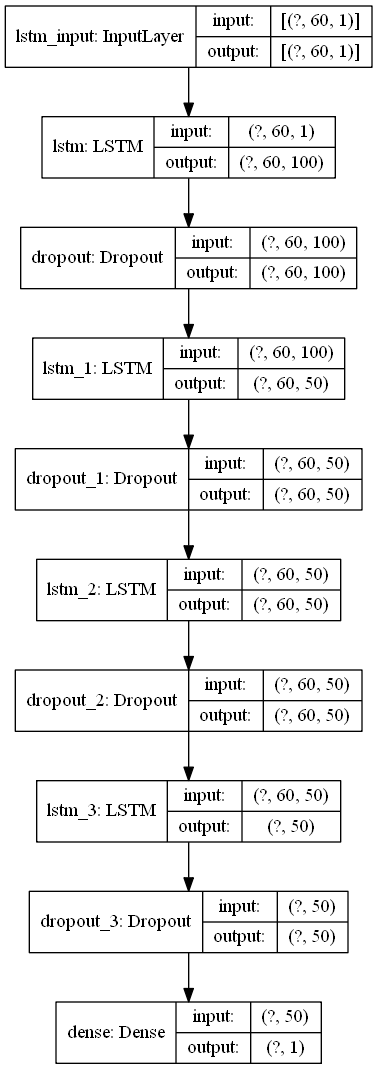 lstm_input: InputLayer
input: [(?, 60, 1)]
output: [(?, 60, 1)]
lstm: LSTM
input: (?, 60, 1)
output: (?, 60, 100)
dropout: Dropout
input: (?, 60, 100)
output: (?, 60, 100)
lstm_1: LSTM
input: (?, 60, 100)
output: (?, 60, 50)
dropout_1: Dropout
input: (?, 60, 50)
output: (?, 60, 50)
lstm_2: LSTM
input: (?, 60, 50)
output: (?, 60, 50)
dropout_2: Dropout
input: (?, 60, 50)
output: (?, 60, 50)
lstm_3: LSTM
input: (?, 60, 50)
output: (?, 50)
dropout_3: Dropout
input: (?, 50)
output: (?, 50)
dense: Dense
input: (?, 50)
output: (?, 1)